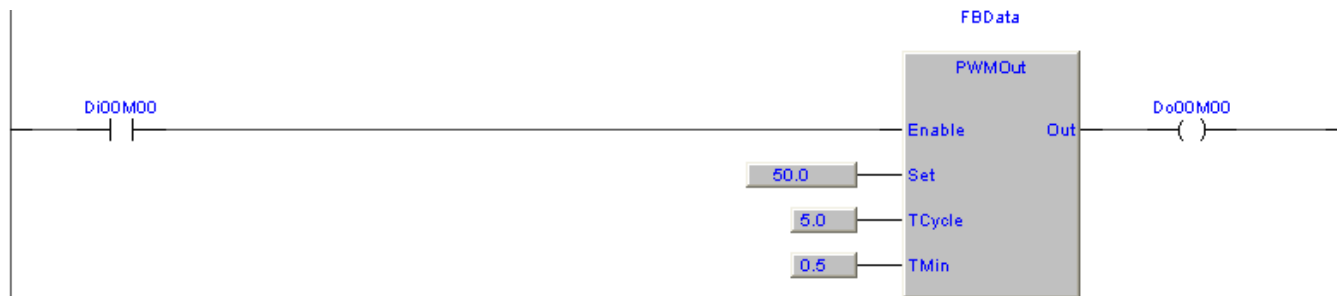 FBData
PWMOut
Di00M00
Do00M00
Enable
Out
50.0
Set
5.0
TCycle
0.5
TMin